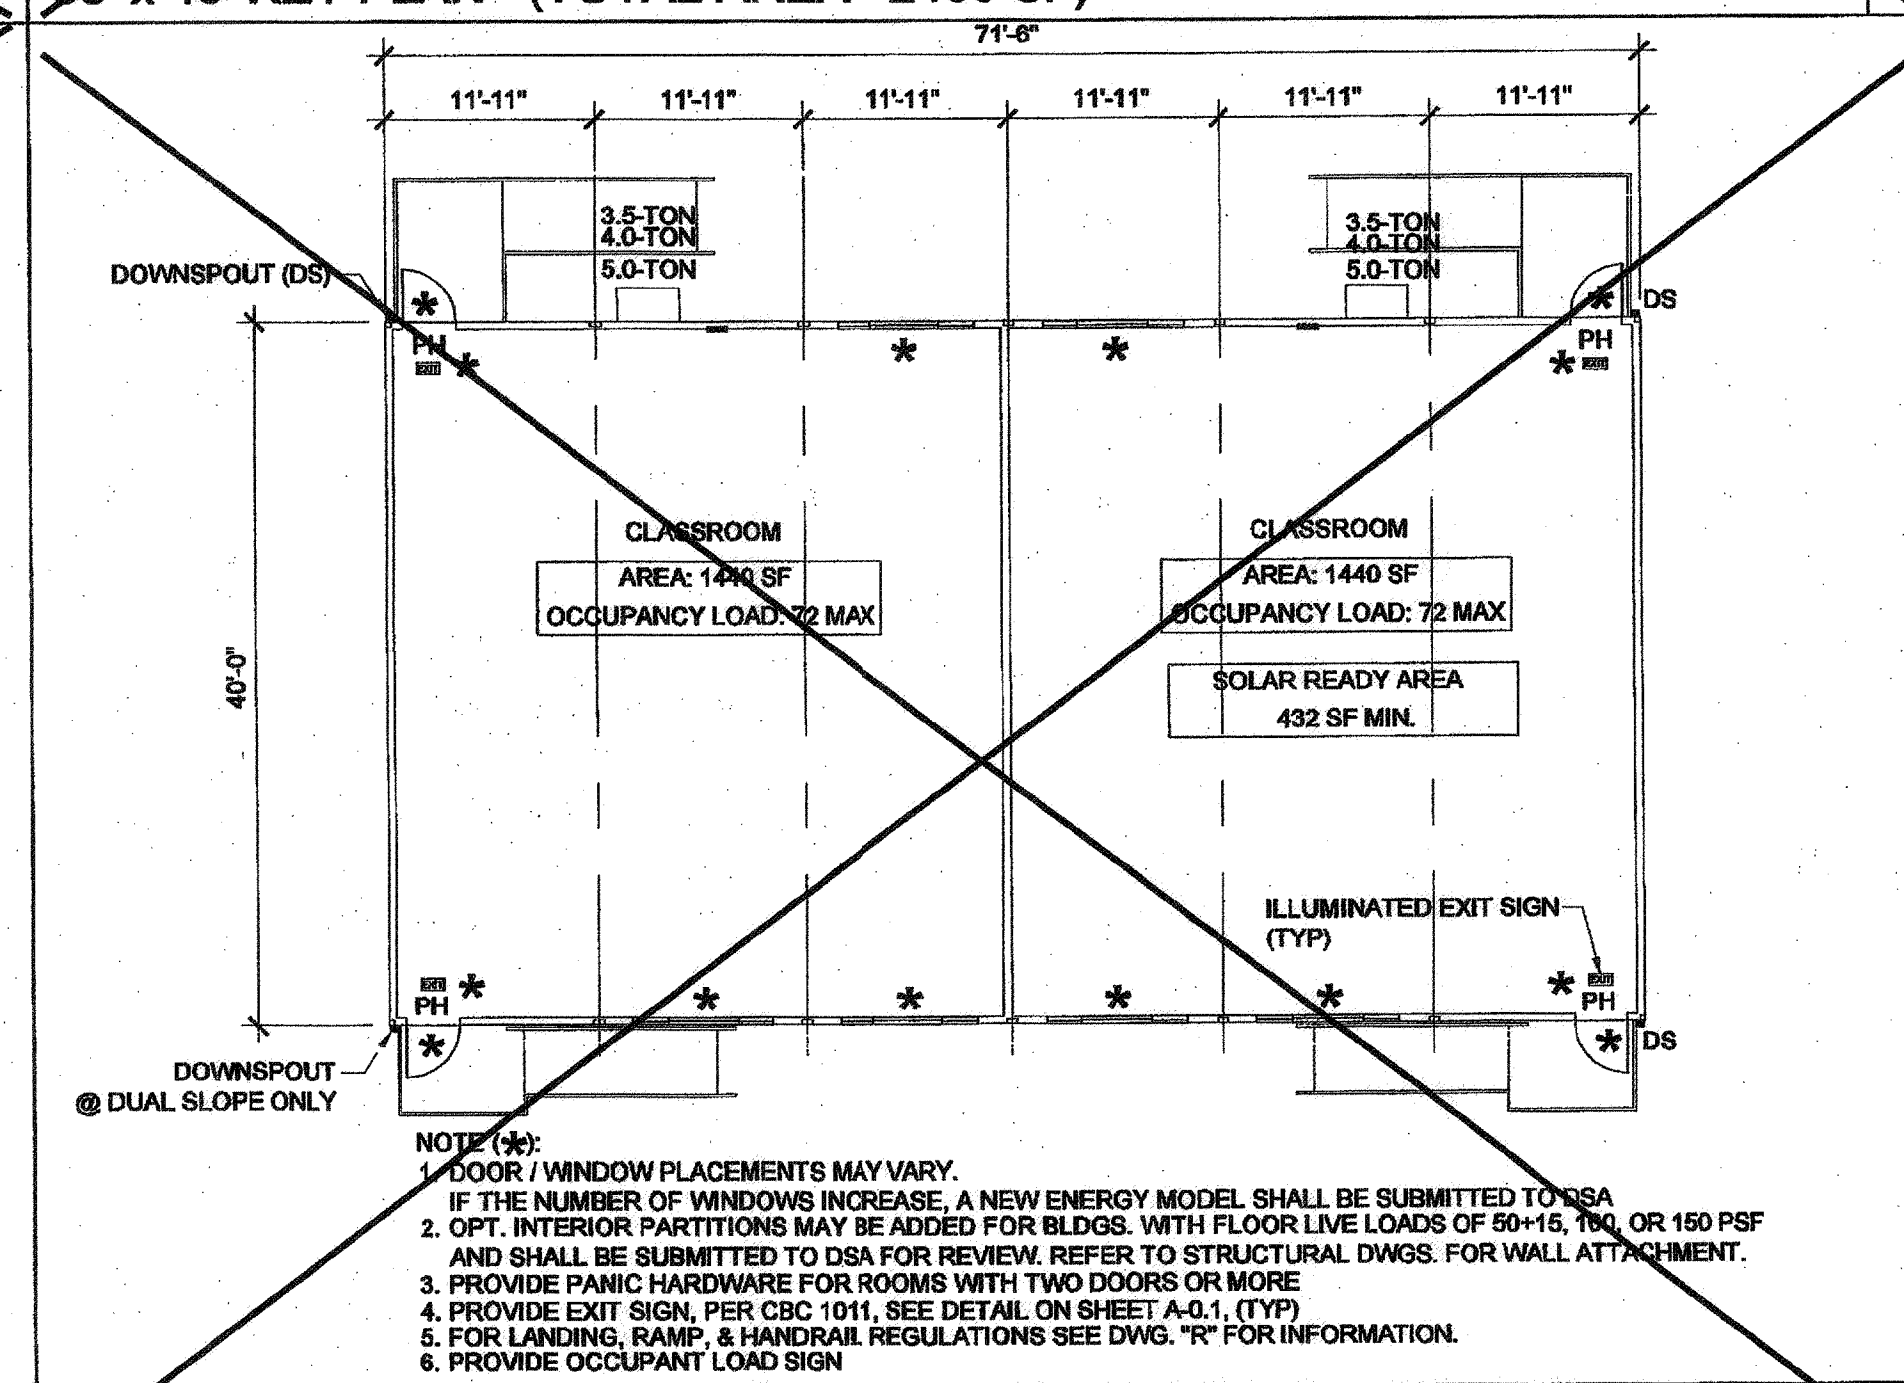 71'-6"
11'-11" 11'-11" 11'-11" 11'-11" 11'-11" 11'-11"
3.5-TON
4.0-TON
5.0-TON
3.5-TON
4.0-TON
5.0-TON
DOWNSPOUT (DS)
DS
PH
EXIT
PH
EXIT
CLASSROOM
AREA: 1440 SF
OCCUPANCY LOAD: 72 MAX
CLASSROOM
AREA: 1440 SF
OCCUPANCY LOAD: 72 MAX
SOLAR READY AREA
432 SF MIN.
40'-0"
ILLUMINATED EXIT SIGN
(TYP)
EXIT
PH
EXIT
PH
DS
DOWNSPOUT
@ DUAL SLOPE ONLY
NOTE (*):
1. DOOR / WINDOW PLACEMENTS MAY VARY.
IF THE NUMBER OF WINDOWS INCREASE, A NEW ENERGY MODEL SHALL BE SUBMITTED TO DSA
2. OPT. INTERIOR PARTITIONS MAY BE ADDED FOR BLDGS. WITH FLOOR LIVE LOADS OF 50+15, 100, OR 150 PSF
AND SHALL BE SUBMITTED TO DSA FOR REVIEW. REFER TO STRUCTURAL DWGS. FOR WALL ATTACHMENT.
3. PROVIDE PANIC HARDWARE FOR ROOMS WITH TWO DOORS OR MORE
4. PROVIDE EXIT SIGN, PER CBC 1011, SEE DETAIL ON SHEET A-0.1, (TYP)
5. FOR LANDING, RAMP, & HANDRAIL REGULATIONS SEE DWG. "R" FOR INFORMATION.
6. PROVIDE OCCUPANT LOAD SIGN